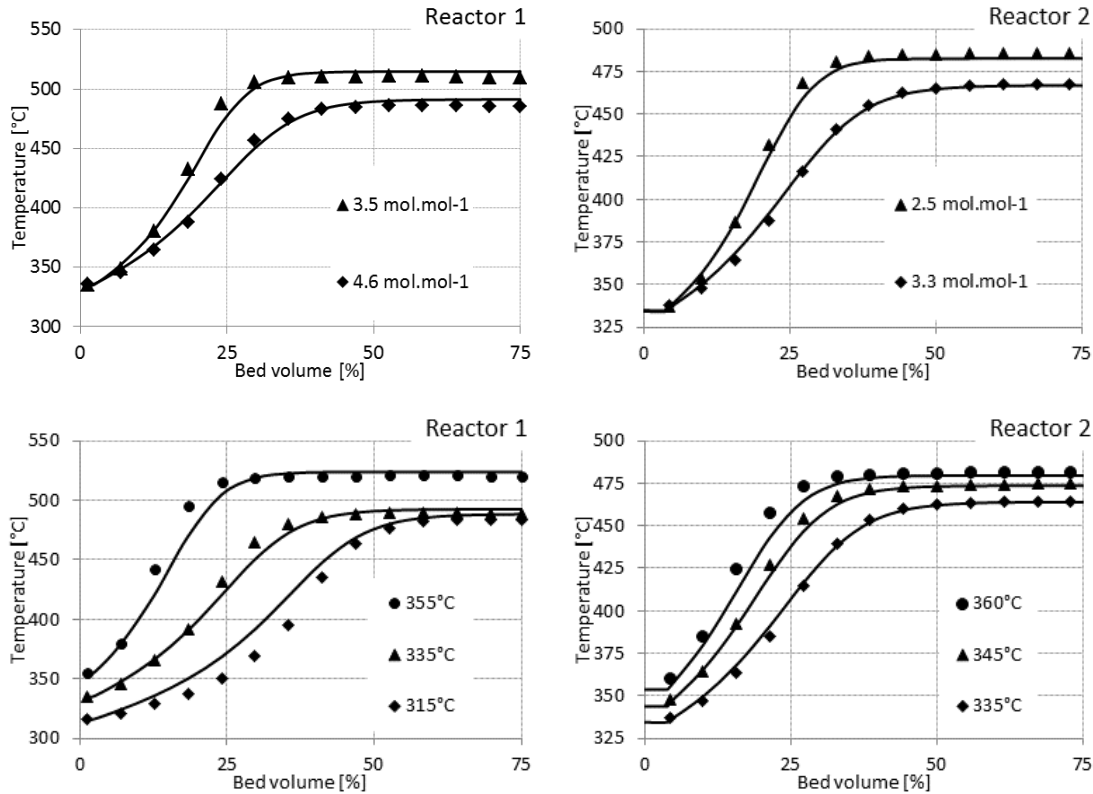 Reactor 1
550
500
450
400
350
300
Temperature [°C]
▲ 3.5 mol.mol-1
◆ 4.6 mol.mol-1
0 25 50 75
Bed volume [%]
Reactor 2
500
475
450
425
400
375
350
325
Temperature [°C]
▲ 2.5 mol.mol-1
◆ 3.3 mol.mol-1
0 25 50 75
Bed volume [%]
Reactor 1
550
500
450
400
350
300
Temperature [°C]
● 355°C
▲ 335°C
◆ 315°C
0 25 50 75
Bed volume [%]
Reactor 2
500
475
450
425
400
375
350
325
Temperature [°C]
● 360°C
▲ 345°C
◆ 335°C
0 25 50 75
Bed volume [%]